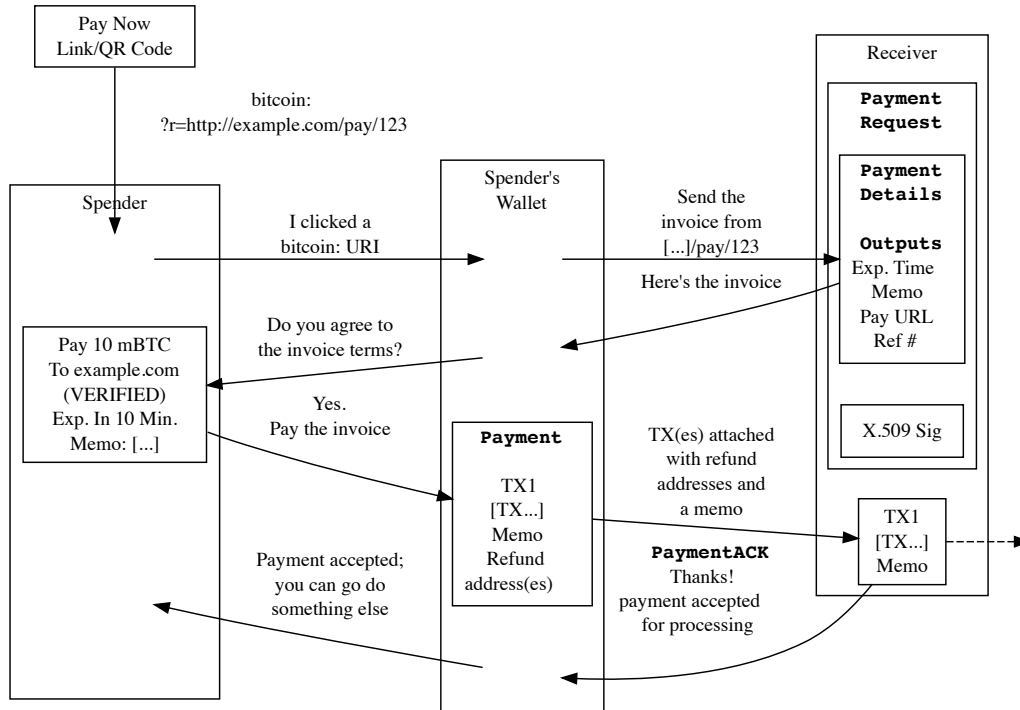 Pay Now
Link/QR Code
bitcoin:
?r=http://example.com/pay/123
Spender
Spender's
Wallet
Receiver
Payment
Request
Payment
Details
Outputs
Exp. Time
Memo
Pay URL
Ref #
X.509 Sig
I clicked a
bitcoin: URI
Send the
invoice from
[...]/pay/123
Here's the invoice
Do you agree to
the invoice terms?
Pay 10 mBTC
To example.com
(VERIFIED)
Exp. In 10 Min.
Memo: [...]
Yes.
Pay the invoice
Payment
TX1
[TX...]
Memo
Refund
address(es)
TX(es) attached
with refund
addresses and
a memo
TX1
[TX...]
Memo
PaymentACK
Thanks!
payment accepted
for processing
Payment accepted;
you can go do
something else